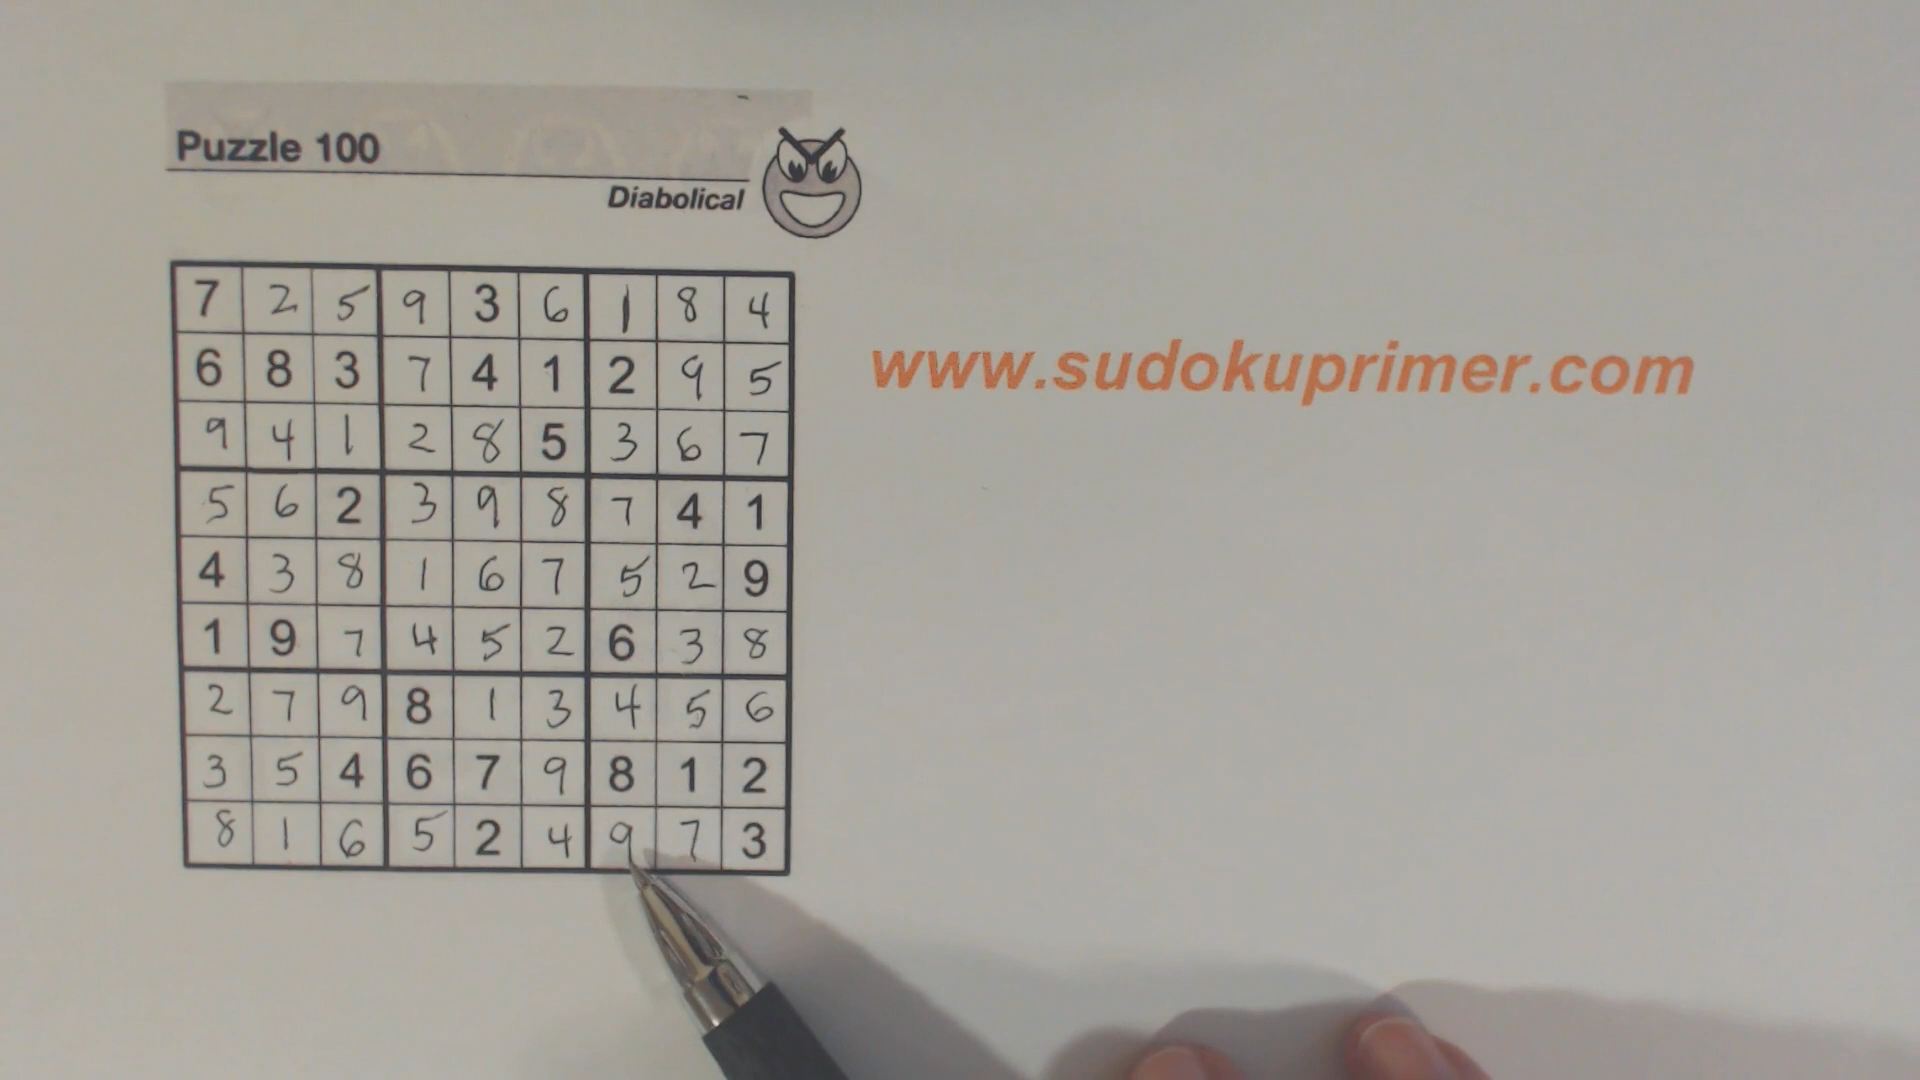 Puzzle 100
Diabolical
7 2 5 9 3 6 1 8 4
6 8 3 7 4 1 2 9 5
www.sudokuprimer.com
9 4 1 2 8 5 3 6 7
5 6 2 3 9 8 7 4 1
4 3 8 1 6 7 5 2 9
1 9 7 4 5 2 6 3 8
2 7 9 8 1 3 4 5 6
3 5 4 6 7 9 8 1 2
8 1 6 5 2 4 9 7 3